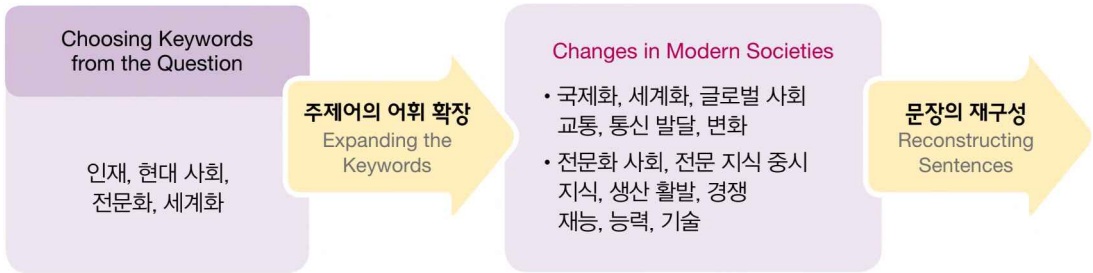 Choosing Keywords
from the Question
인재, 현대 사회,
전문화, 세계화
주제어의 어휘 확장
Expanding the
Keywords
Changes in Modern Societies
• 국제화, 세계화, 글로벌 사회
교통, 통신 발달, 변화
• 전문화 사회, 전문 지식 중시
지식, 생산 활발, 경쟁
재능, 능력, 기술
문장의 재구성
Reconstructing
Sentences